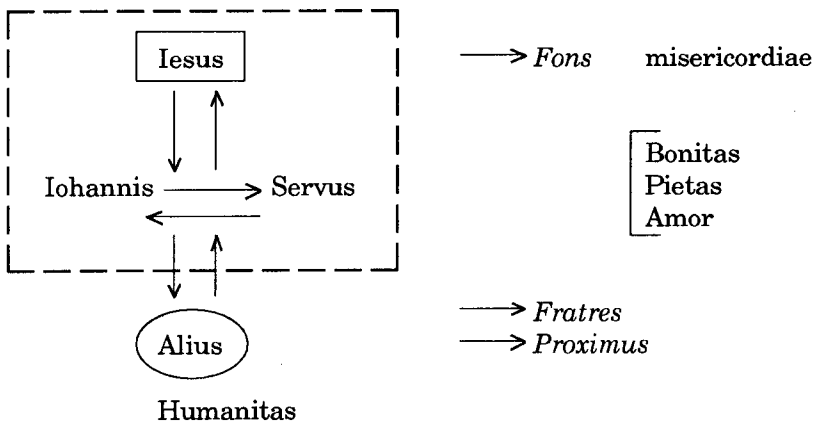 Iesus
Fons misericordiae
Bonitas
Iohannis Servus
Pietas
Amor
Fratres
Alius
Proximus
Humanitas